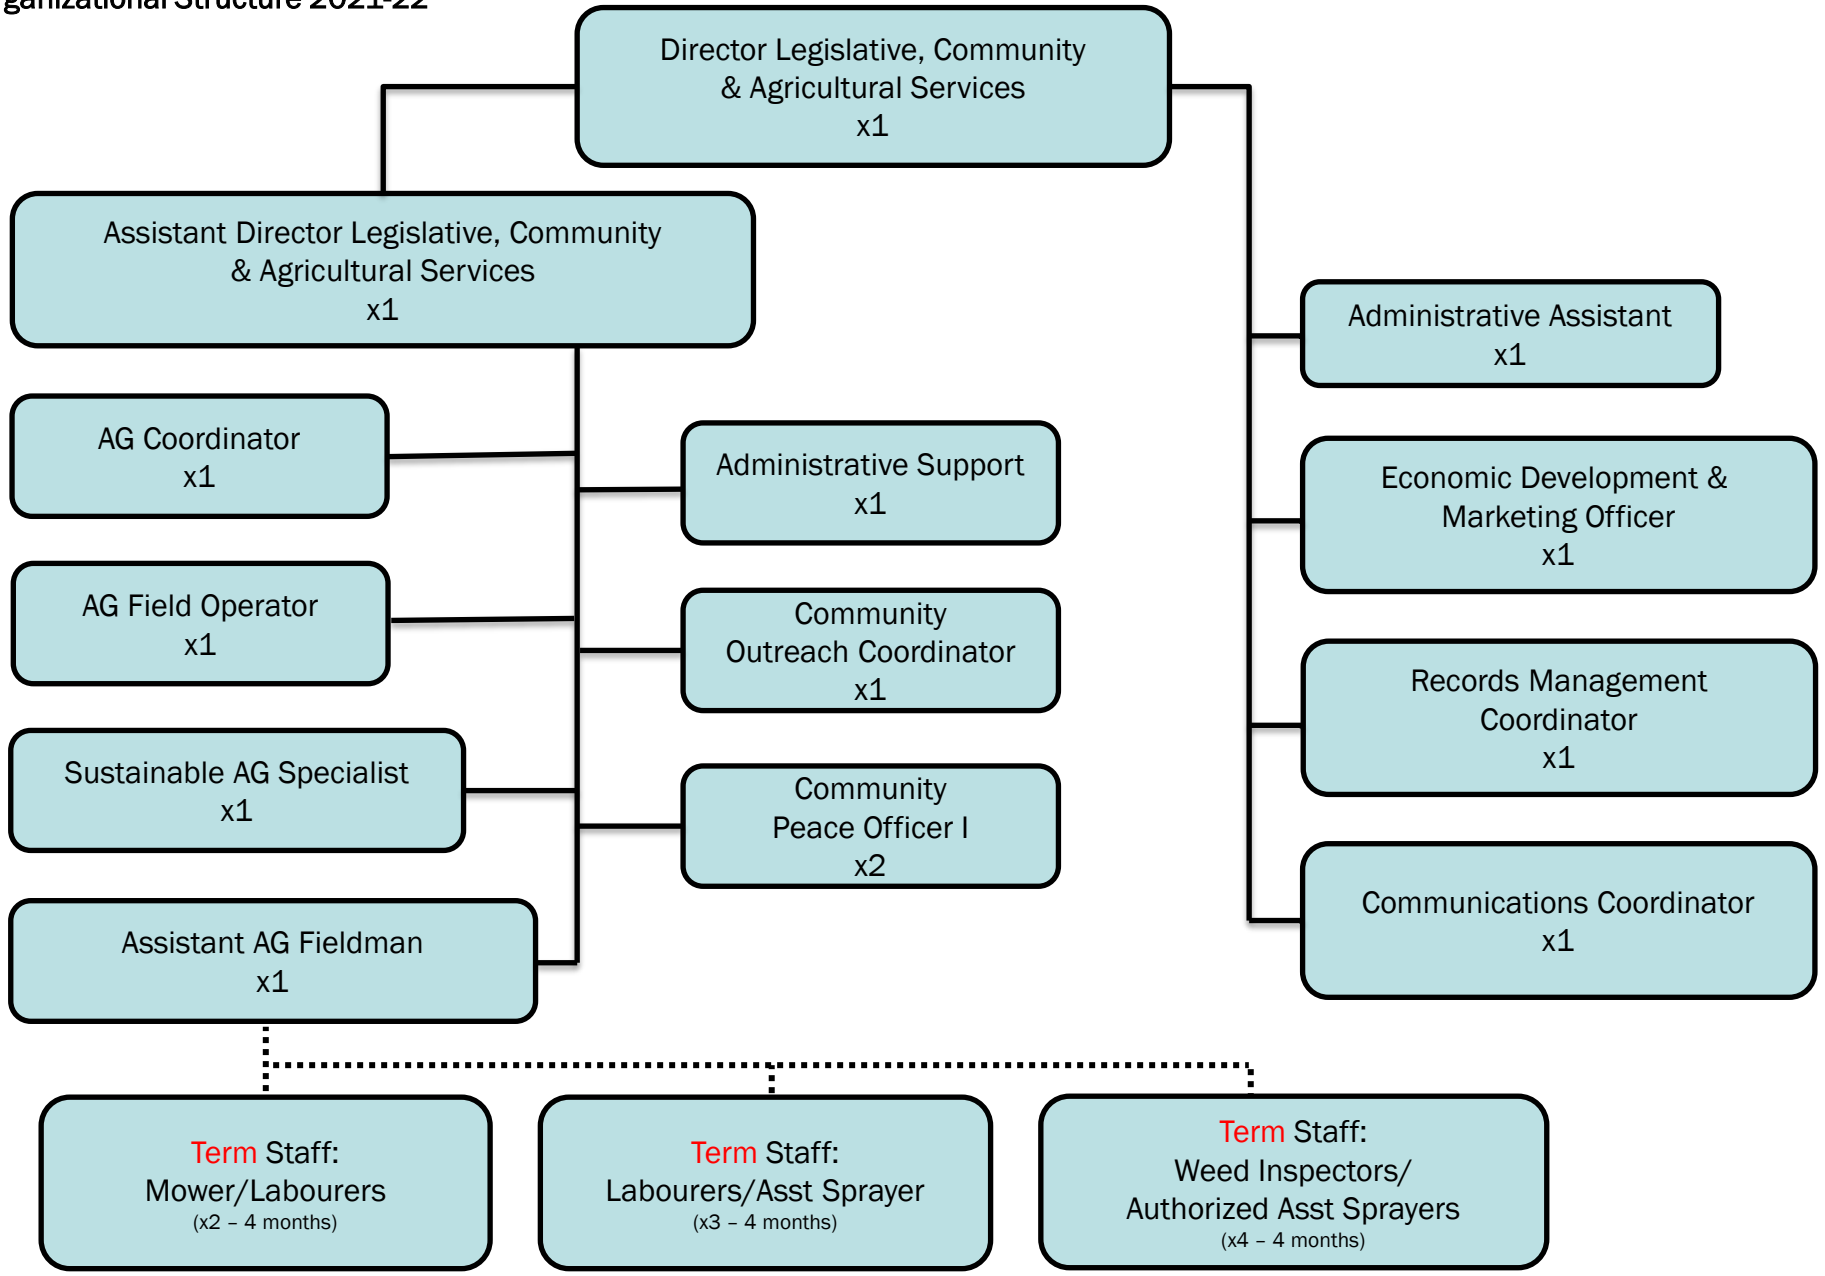 Structure 2021-22
Director Legislative, Community
& Agricultural Services
x1
Assistant Director Legislative, Community
& Agricultural Services
x1
AG Coordinator
x1
AG Field Operator
x1
Sustainable AG Specialist
x1
Assistant AG Fieldman
x1
Administrative Support
x1
Community
Outreach Coordinator
x1
Community
Peace Officer I
x2
Administrative Assistant
x1
Economic Development &
Marketing Officer
x1
Records Management
Coordinator
x1
Communications Coordinator
x1
Term Staff:
Mower/Labourers
(x2 – 4 months)
Term Staff:
Labourers/Asst Sprayer
(x3 – 4 months)
Term Staff:
Weed Inspectors/
Authorized Asst Sprayers
(x4 – 4 months)